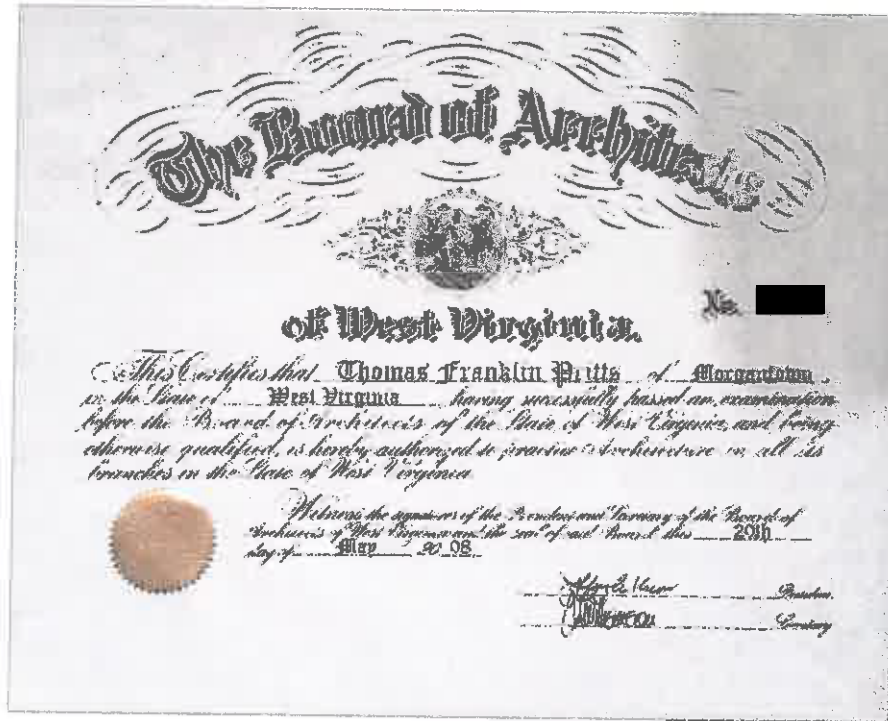 The Board of Architects
of West Virginia.
No.
This Certifies that Thomas Franklin Pritts of Morgantown
in the State of West Virginia having successfully passed an examination
before the Board of Architects of the State of West Virginia, and being
otherwise qualified, is hereby authorized to practice Architecture in all its
branches in the State of West Virginia
Witness the signatures of the President and Secretary of the Board of
Architects of West Virginia and the seal of said Board this 20th
day of May 20 08
President
Secretary